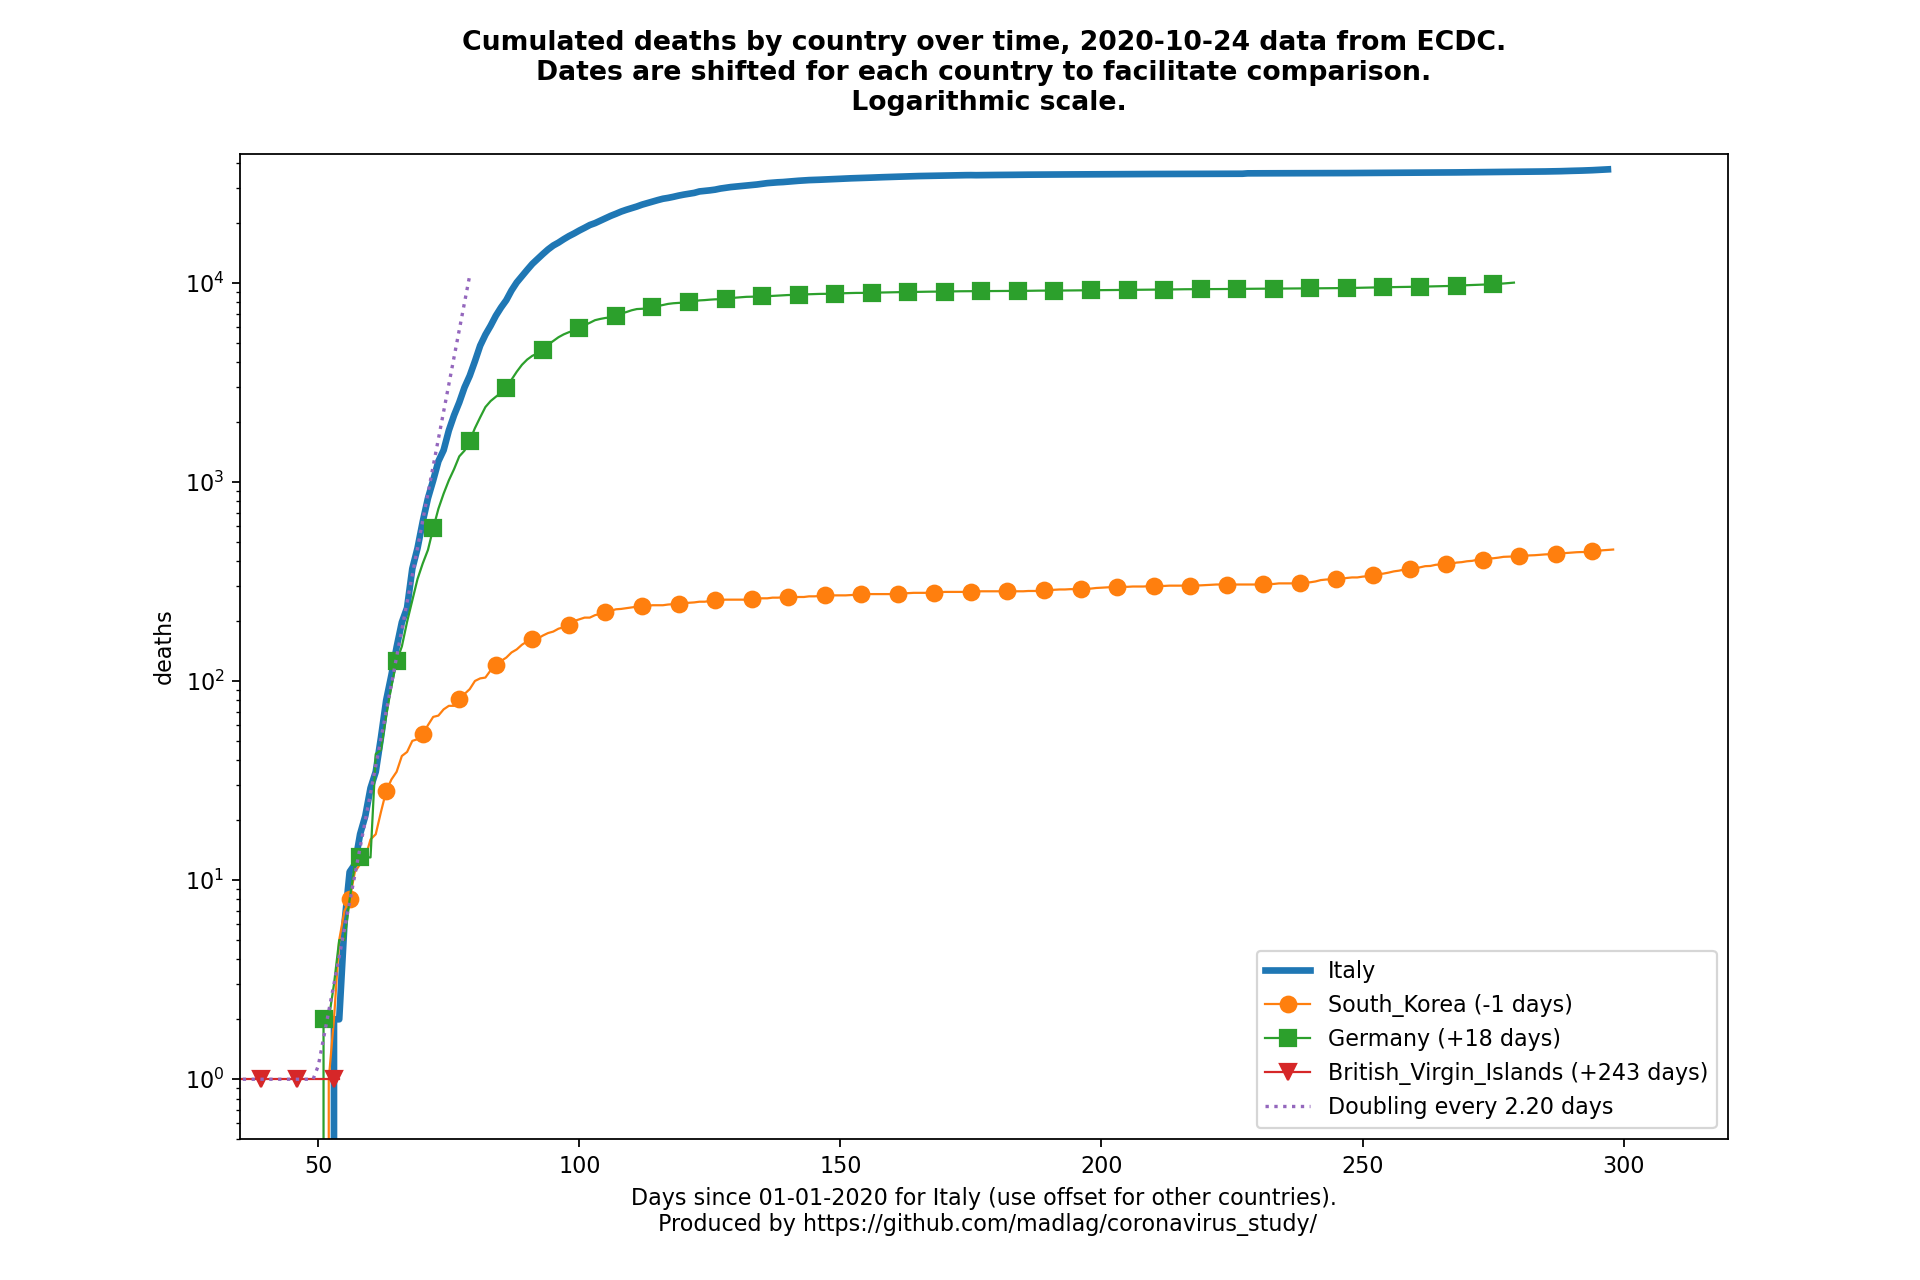 Cumulated deaths by country over time, 2020-10-24 data from ECDC.
Dates are shifted for each country to facilitate comparison.
Logarithmic scale.
10^4
10^3
10^2
10^1
10^0
deaths
Italy
South_Korea (-1 days)
Germany (+18 days)
British_Virgin_Islands (+243 days)
Doubling every 2.20 days
50 100 150 200 250 300
Days since 01-01-2020 for Italy (use offset for other countries).
Produced by https://github.com/madlag/coronavirus_study/